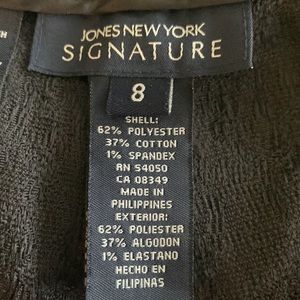 JONES NEW YORK
SIGNATURE
8
SHELL:
62% POLYESTER
37% COTTON
1% SPANDEX
RN 54050
CA 08349
MADE IN
PHILIPPINES
EXTERIOR:
62% POLIESTER
37% ALGODON
1% ELASTANO
HECHO EN
FILIPINAS